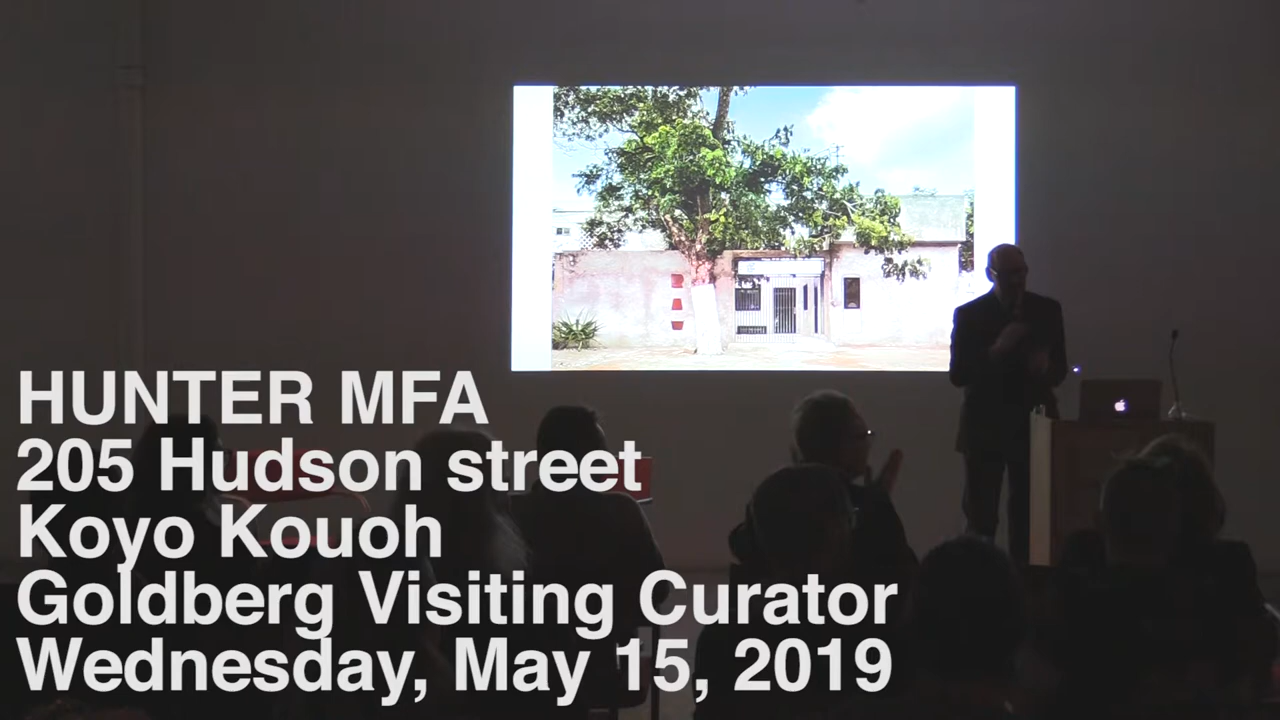 HUNTER MFA
205 Hudson street
Koyo Kouoh
Goldberg Visiting Curator
Wednesday, May 15, 2019